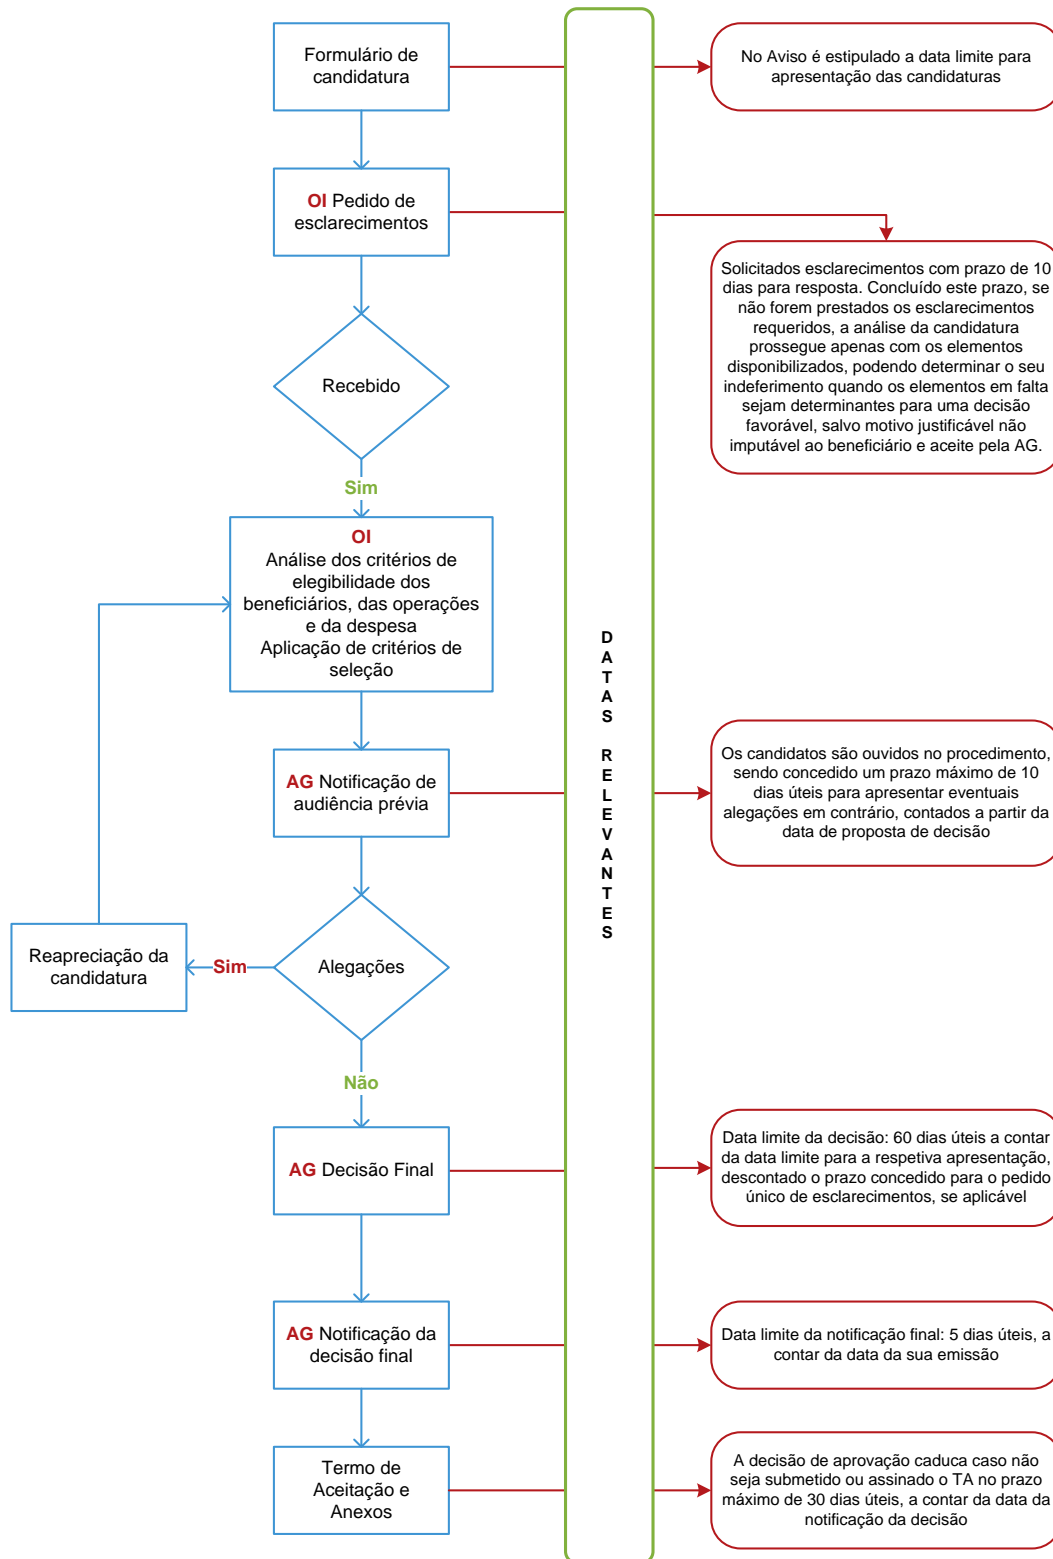 Formulário de
candidatura
No Aviso é estipulado a data limite para
apresentação das candidaturas
OI Pedido de
esclarecimentos
Solicitados esclarecimentos com prazo de 10
dias para resposta. Concluído este prazo, se
não forem prestados os esclarecimentos
requeridos, a análise da candidatura
prossegue apenas com os elementos
disponibilizados, podendo determinar o seu
indeferimento quando os elementos em falta
sejam determinantes para uma decisão
favorável, salvo motivo justificável não
imputável ao beneficiário e aceite pela AG.
Recebido
Sim
OI
Análise dos critérios de
elegibilidade dos
beneficiários, das operações
e da despesa
Aplicação de critérios de
seleção
DATAS RELEVANTES
AG Notificação de
audiência prévia
Os candidatos são ouvidos no procedimento,
sendo concedido um prazo máximo de 10
dias úteis para apresentar eventuais
alegações em contrário, contados a partir da
data de proposta de decisão
Reapreciação da
candidatura
Sim
Alegações
Não
AG Decisão Final
Data limite da decisão: 60 dias úteis a contar
da data limite para a respetiva apresentação,
descontado o prazo concedido para o pedido
único de esclarecimentos, se aplicável
AG Notificação da
decisão final
Data limite da notificação final: 5 dias úteis, a
contar da data da sua emissão
Termo de
Aceitação e
Anexos
A decisão de aprovação caduca caso não
seja submetido ou assinado o TA no prazo
máximo de 30 dias úteis, a contar da data da
notificação da decisão